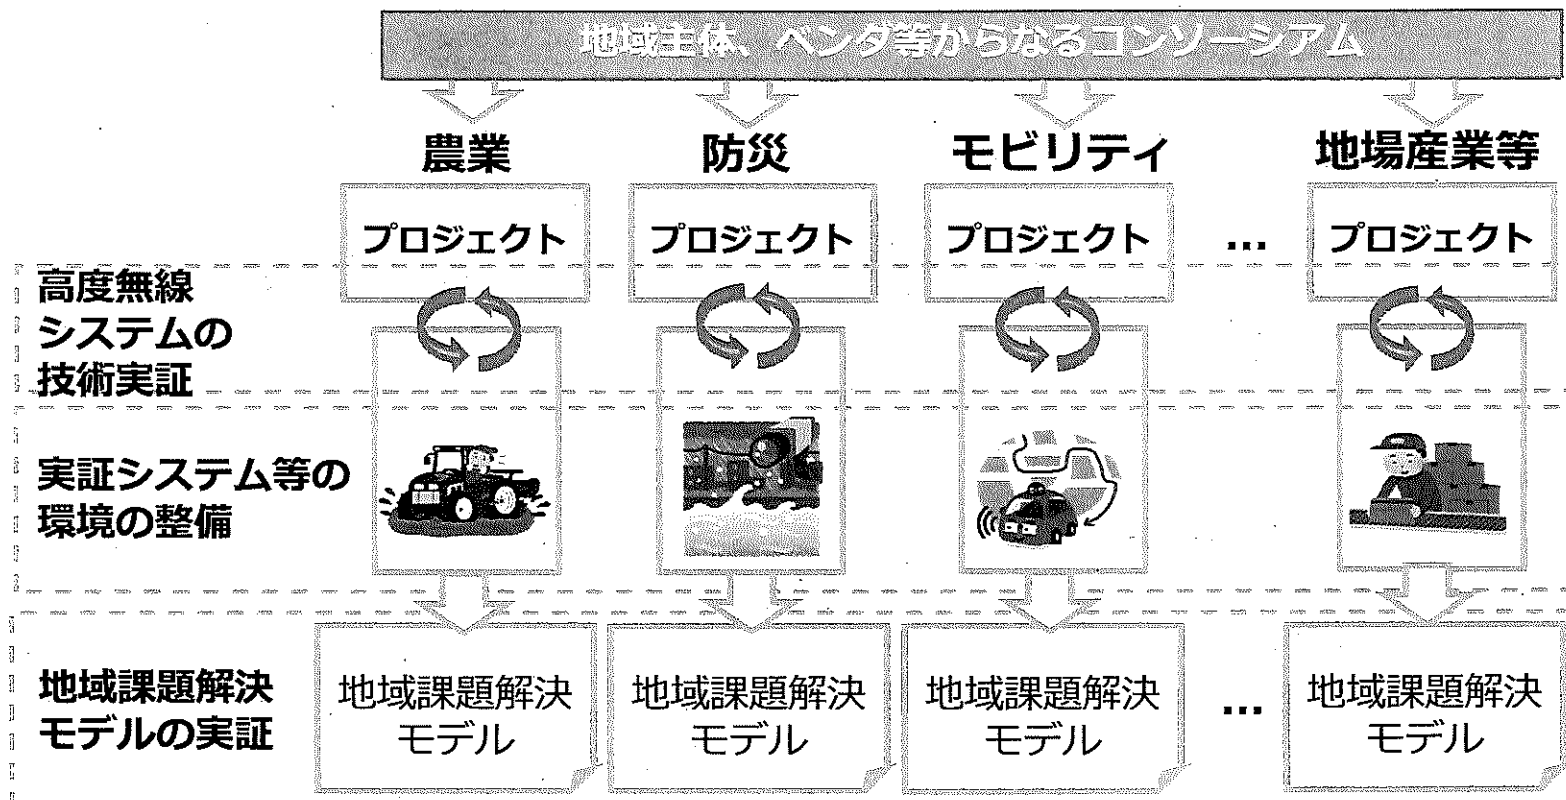 地域主体、ベンダ等からなるコンソーシアム
農業
防災
モビリティ
地場産業等
プロジェクト
プロジェクト
プロジェクト
...
プロジェクト
高度無線
システムの
技術実証
実証システム等の
環境の整備
地域課題解決
モデルの実証
地域課題解決
モデル
地域課題解決
モデル
地域課題解決
モデル
...
地域課題解決
モデル